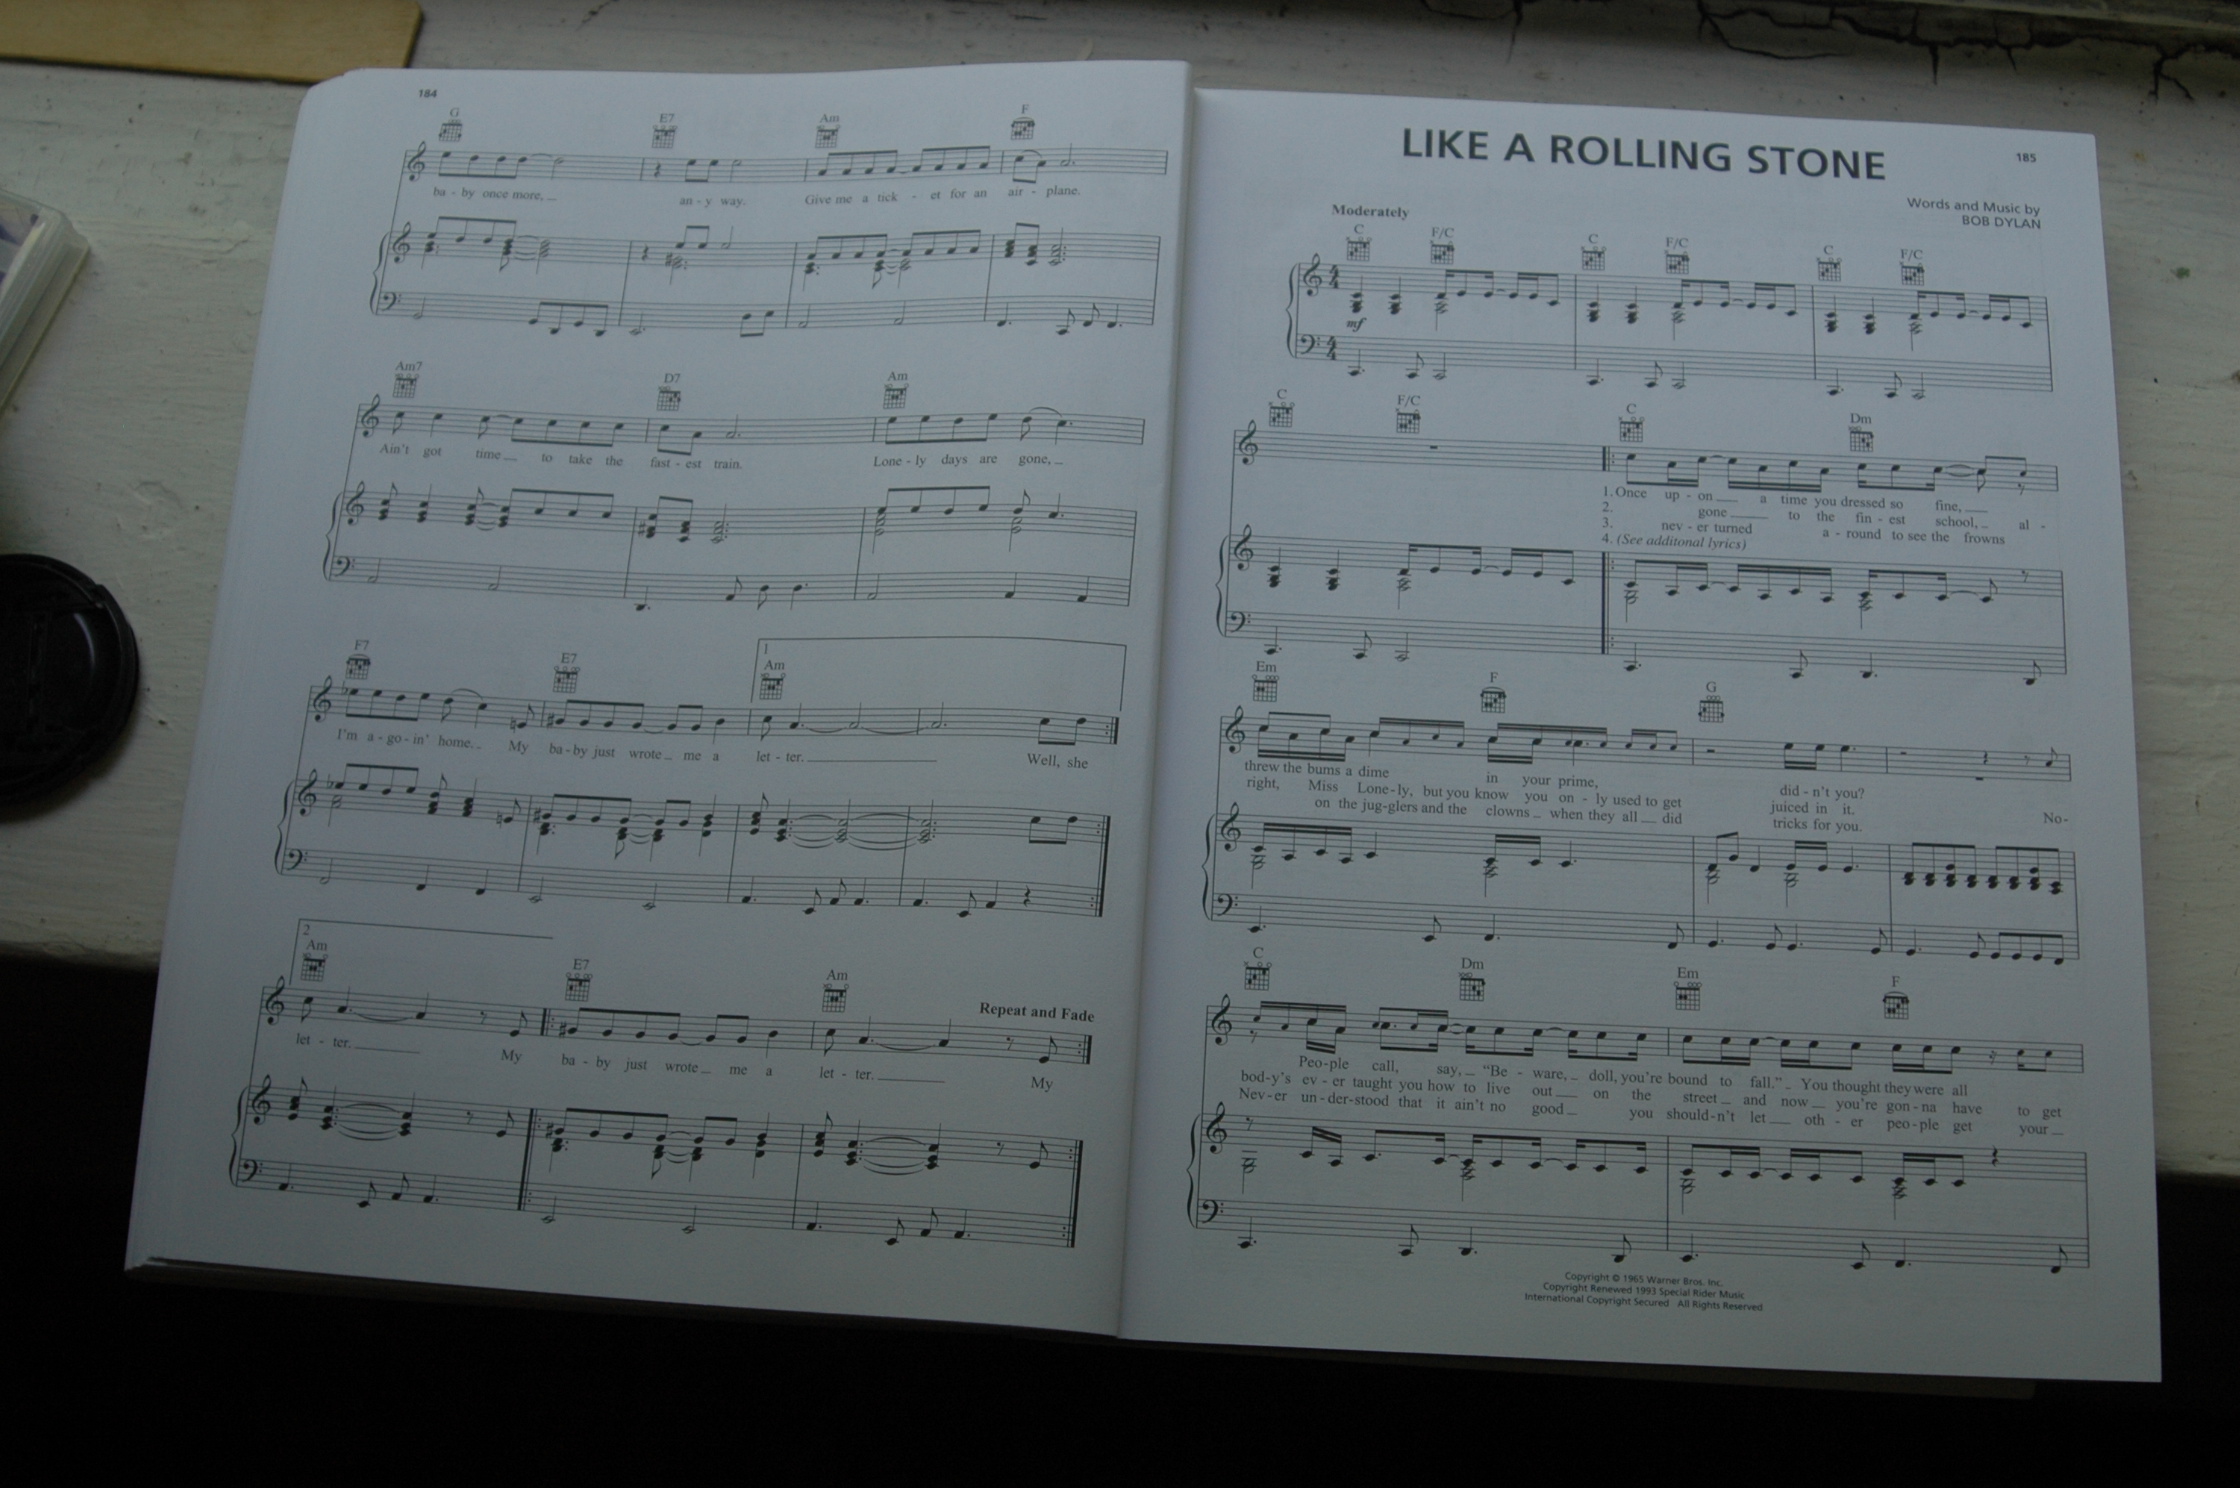 184
G E7 Am F
ba - by once more, an - y way. Give me a tick - et for an air - plane.
Am7 D7 Am
Ain't got time to take the fast - est train. Lone - ly days are gone,
1
F7 E7 Am
I'm a - go - in' home. My ba - by just wrote me a let - ter. Well, she
2
Am E7 Am
Repeat and Fade
let - ter. My ba - by just wrote me a let - ter. My
185
LIKE A ROLLING STONE
Words and Music by
BOB DYLAN
Moderately
C F/C C F/C C F/C
4
4
mf
4
4
C F/C C Dm
1. Once up - on a time you dressed so fine,
2. gone to the fin - est school, al -
3. nev - er turned a - round to see the frowns
4. (See additonal lyrics)
Em F G
threw the bums a dime in your prime, did - n't you?
right, Miss Lone - ly, but you know you on - ly used to get juiced in it.
on the jug - glers and the clowns when they all did tricks for you.
No -
C Dm Em F
Peo - ple call, say, “Be - ware, doll, you're bound to fall.” You thought they were all
bod - y's ev - er taught you how to live out on the street and now you're gon - na have to get
Nev - er un - der - stood that it ain't no good you should - n't let oth - er peo - ple get your
Copyright © 1965 Warner Bros. Inc.
Copyright Renewed 1993 Special Rider Music
International Copyright Secured All Rights Reserved